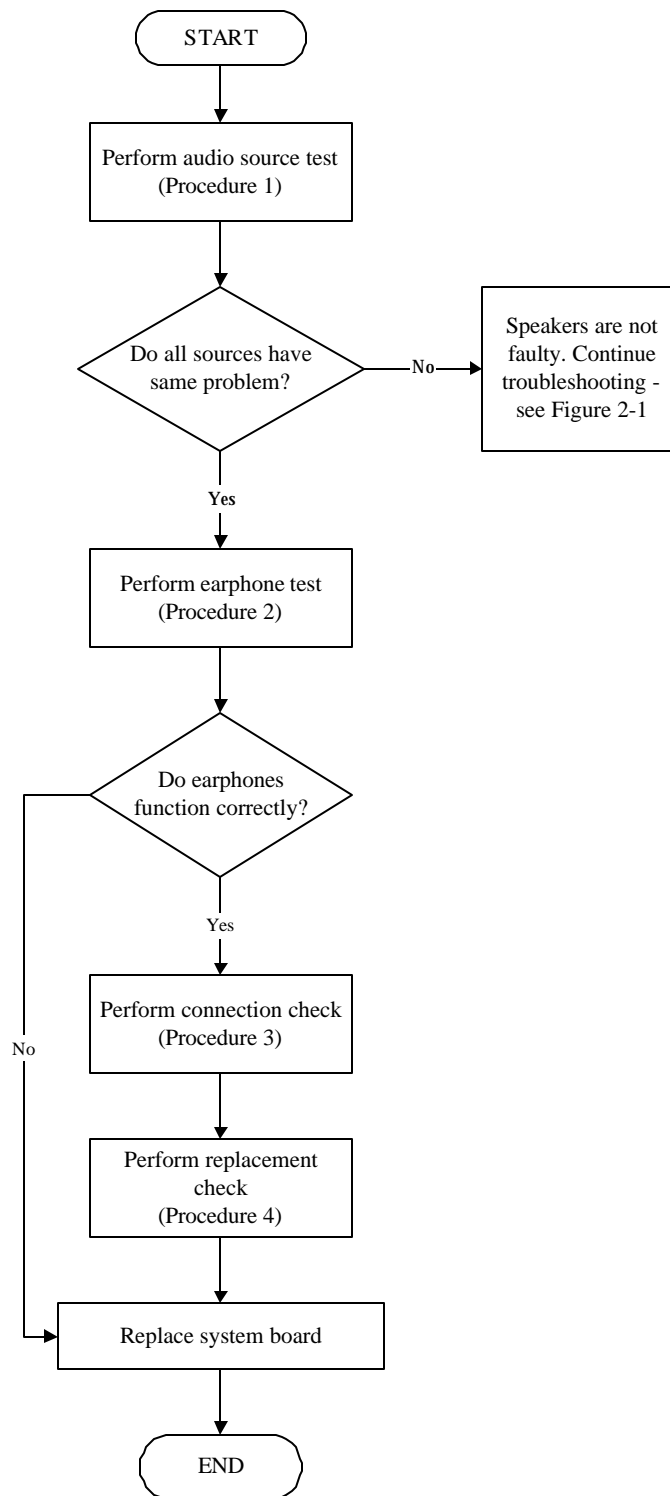 START
Perform audio source test
(Procedure 1)
Do all sources have
same problem?
No
Speakers are not
faulty. Continue
troubleshooting -
see Figure 2-1
Yes
Perform earphone test
(Procedure 2)
Do earphones
function correctly?
Yes
Perform connection check
(Procedure 3)
No
Perform replacement
check
(Procedure 4)
Replace system board
END